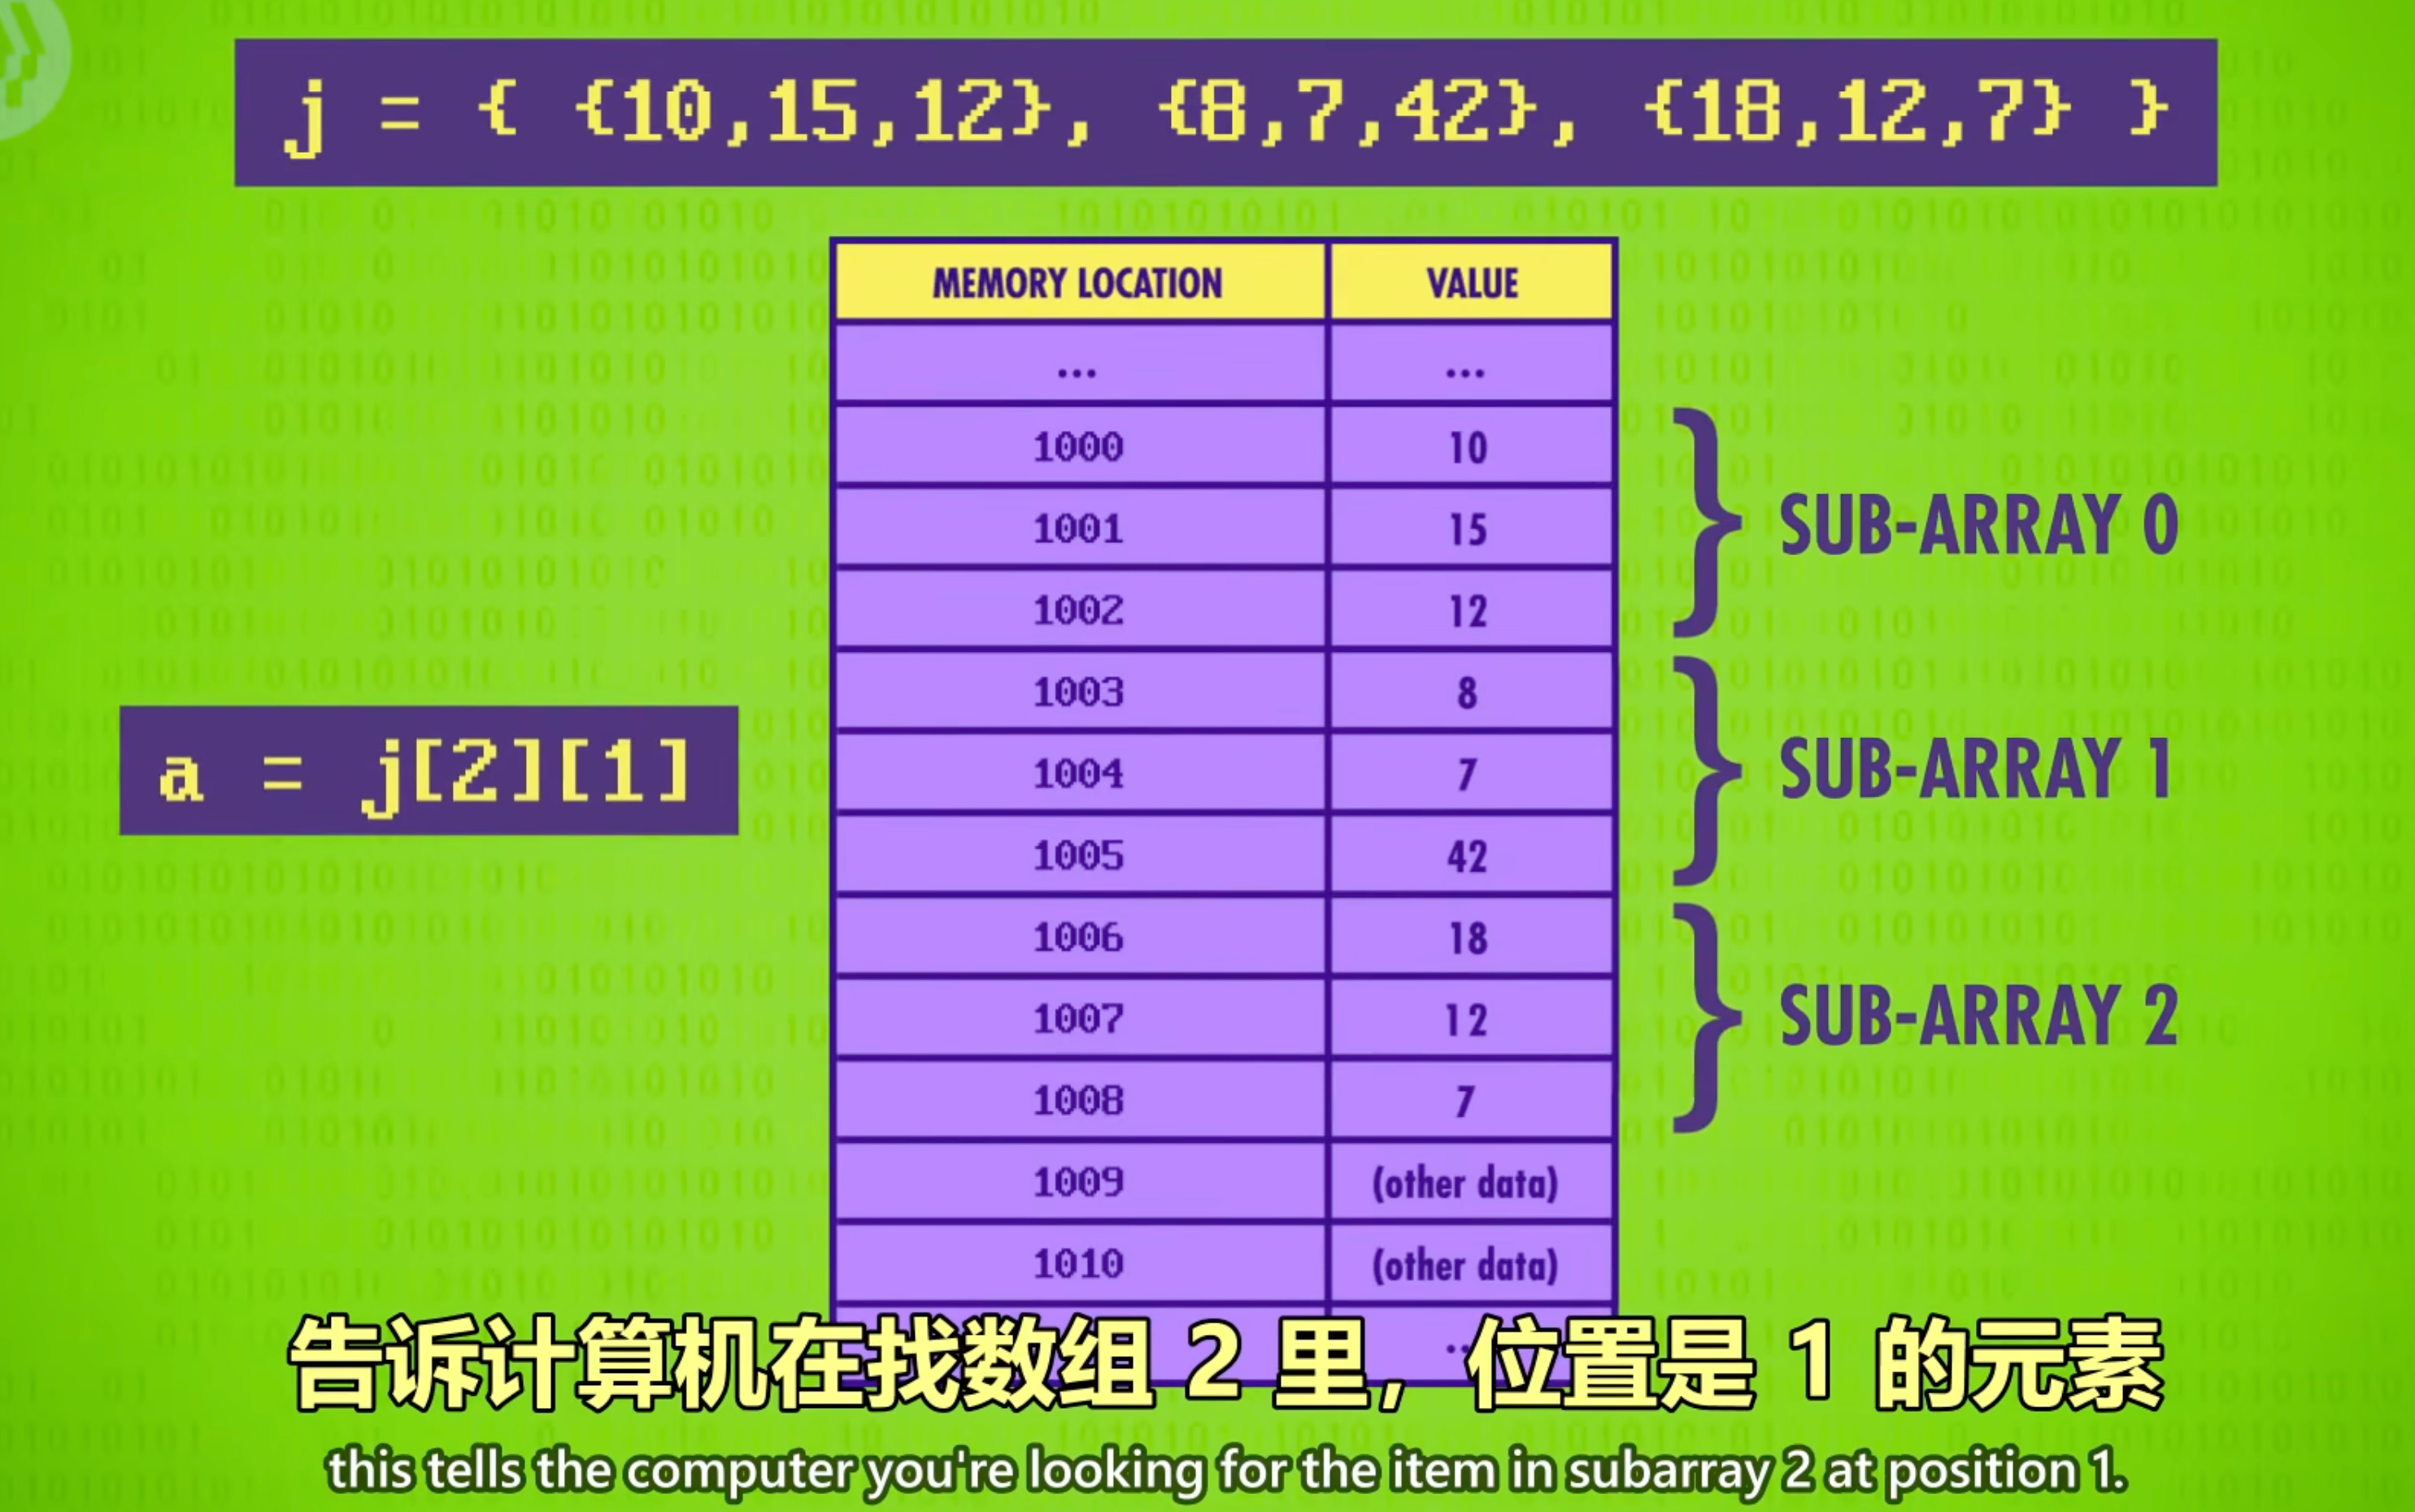 j = { {10,15,12}, {8,7,42}, {18,12,7} }
MEMORY LOCATION VALUE
... ...
1000 10
1001 15
1002 12
SUB-ARRAY 0
1003 8
a = j[2][1]
1004 7
SUB-ARRAY 1
1005 42
1006 18
1007 12
SUB-ARRAY 2
1008 7
1009 (other data)
1010 (other data)
告诉计算机在找数组 2 里，位置是 1 的元素
this tells the computer you're looking for the item in subarray 2 at position 1.